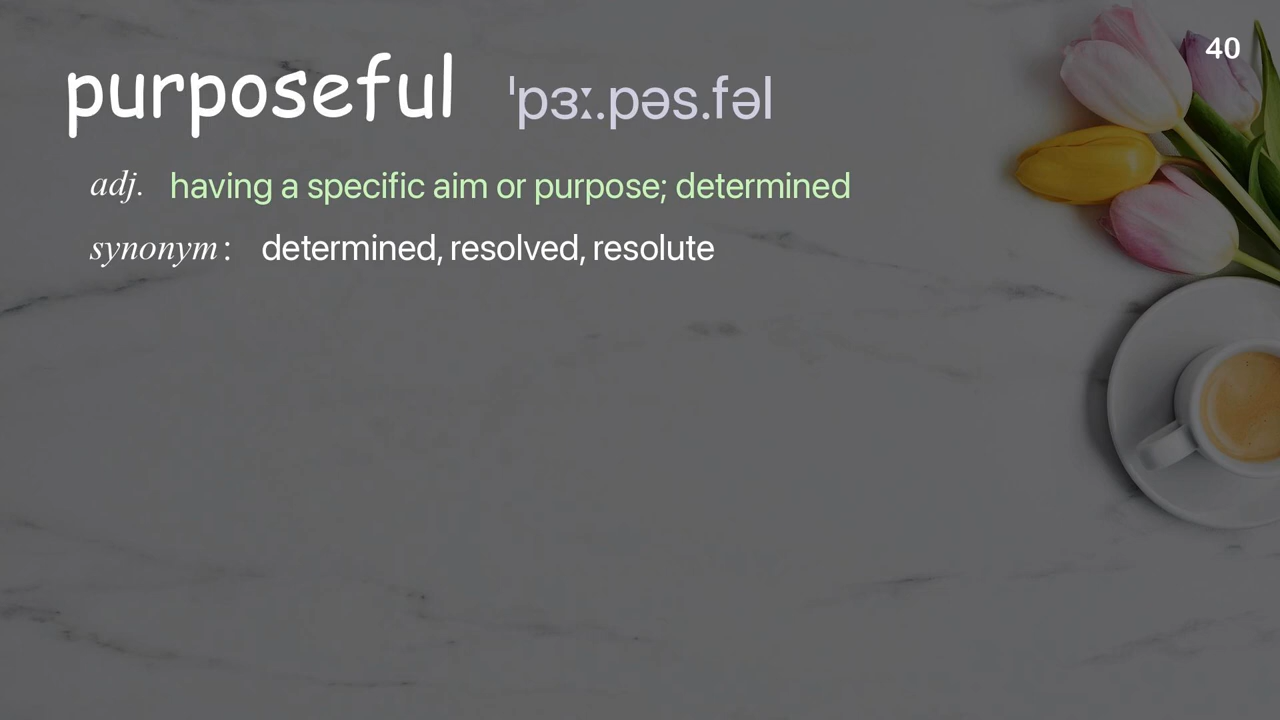 40
purposeful ˈpɜː.pəs.fəl
adj. having a specific aim or purpose; determined
synonym: determined, resolved, resolute